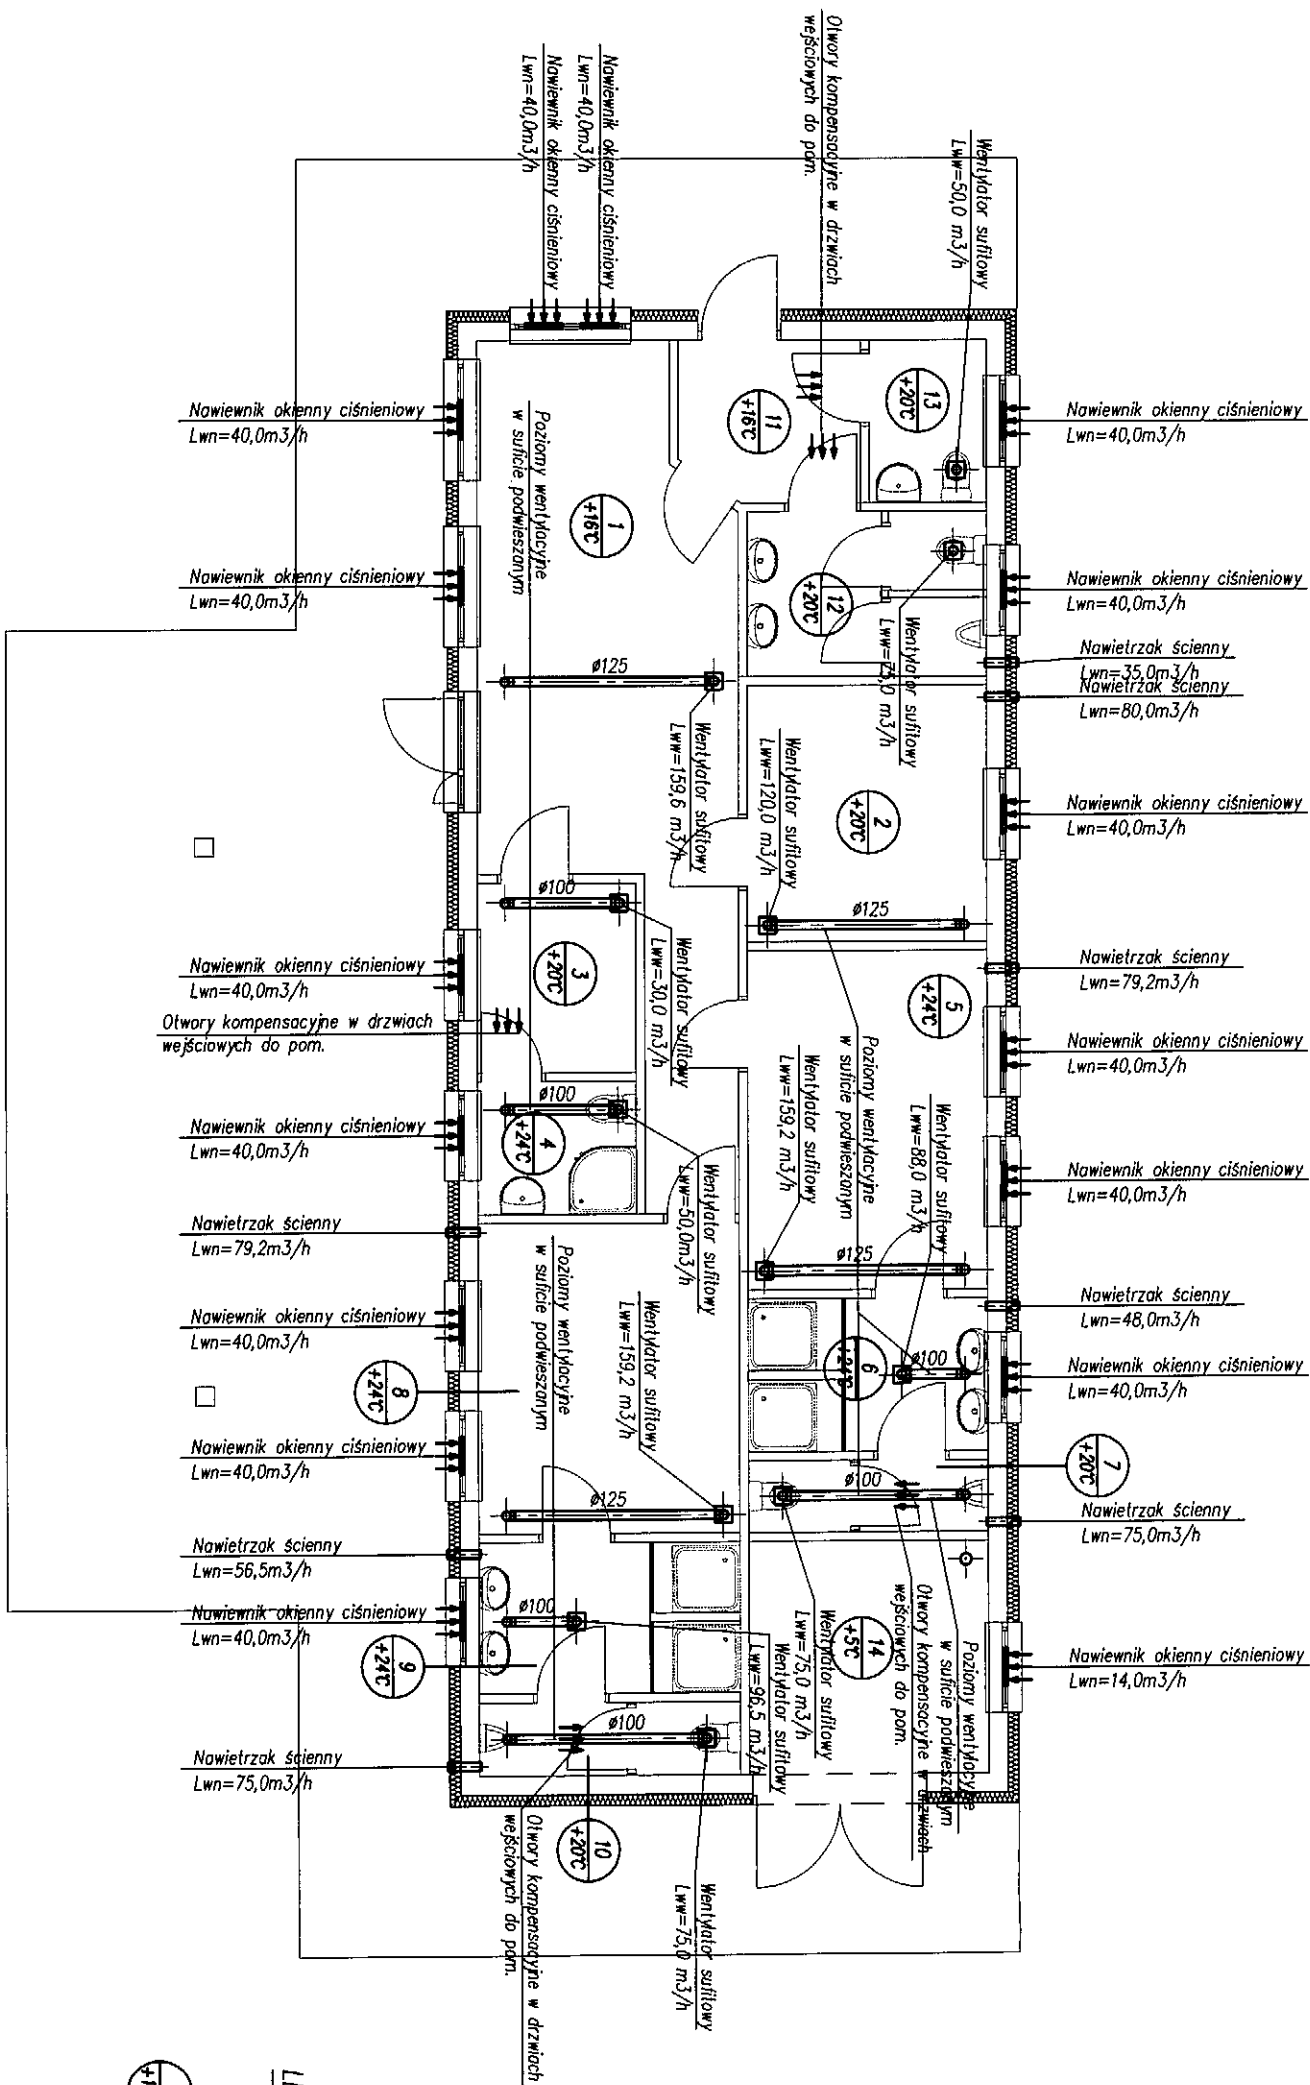 Otwory kompensacyjne w drzwiach
wejściowych do pom.
Nawiewnik okienny ciśnieniowy
Lwn=40,0m3/h
Nawiewnik okienny ciśnieniowy
Lwn=40,0m3/h
Wentylator sufitowy
Lww=50,0 m3/h
Nawiewnik okienny ciśnieniowy
Lwn=40,0m3/h
Nawiewnik okienny ciśnieniowy
Lwn=40,0m3/h
Nawiewnik okienny ciśnieniowy
Lwn=40,0m3/h
Otwory kompensacyjne w drzwiach
wejściowych do pom.
Nawiewnik okienny ciśnieniowy
Lwn=40,0m3/h
Nawietrzak ścienny
Lwn=79,2m3/h
Nawiewnik okienny ciśnieniowy
Lwn=40,0m3/h
Nawiewnik okienny ciśnieniowy
Lwn=40,0m3/h
Nawietrzak ścienny
Lwn=56,5m3/h
Nawiewnik okienny ciśnieniowy
Lwn=40,0m3/h
Nawietrzak ścienny
Lwn=75,0m3/h
13
+20°C
11
+16°C
1
+16°C
Poziomy wentylacyjne
w suficie podwieszanym
12
+20°C
Wentylator sufitowy
Lww=75,0 m3/h
ø125
Wentylator sufitowy
Lww=159,6 m3/h
Wentylator sufitowy
Lww=120,0 m3/h
2
+20°C
ø125
ø100
3
+20°C
Wentylator sufitowy
Lww=30,0 m3/h
5
+24°C
Poziomy wentylacyjne
w suficie podwieszanym
Wentylator sufitowy
Lww=159,2 m3/h
Wentylator sufitowy
Lww=88,0 m3/h
ø100
4
+24°C
Wentylator sufitowy
Lww=50,0m3/h
ø125
Poziomy wentylacyjne
w suficie podwieszanym
Wentylator sufitowy
Lww=159,2 m3/h
6
+24°C
ø100
8
+24°C
7
+20°C
ø100
ø125
ø100
9
+24°C
Wentylator sufitowy
Lww=96,5 m3/h
Wentylator sufitowy
Lww=75,0 m3/h
14
+5°C
Otwory kompensacyjne w drzwiach
wejściowych do pom.
Poziomy wentylacyjne
w suficie podwieszanym
ø100
10
+20°C
Otwory kompensacyjne w drzwiach
wejściowych do pom.
Wentylator sufitowy
Lww=75,0 m3/h
Nawiewnik okienny ciśnieniowy
Lwn=40,0m3/h
Nawiewnik okienny ciśnieniowy
Lwn=40,0m3/h
Nawietrzak ścienny
Lwn=35,0m3/h
Nawietrzak ścienny
Lwn=80,0m3/h
Nawiewnik okienny ciśnieniowy
Lwn=40,0m3/h
Nawietrzak ścienny
Lwn=79,2m3/h
Nawiewnik okienny ciśnieniowy
Lwn=40,0m3/h
Nawiewnik okienny ciśnieniowy
Lwn=40,0m3/h
Nawietrzak ścienny
Lwn=48,0m3/h
Nawiewnik okienny ciśnieniowy
Lwn=40,0m3/h
Nawietrzak ścienny
Lwn=75,0m3/h
Nawiewnik okienny ciśnieniowy
Lwn=14,0m3/h